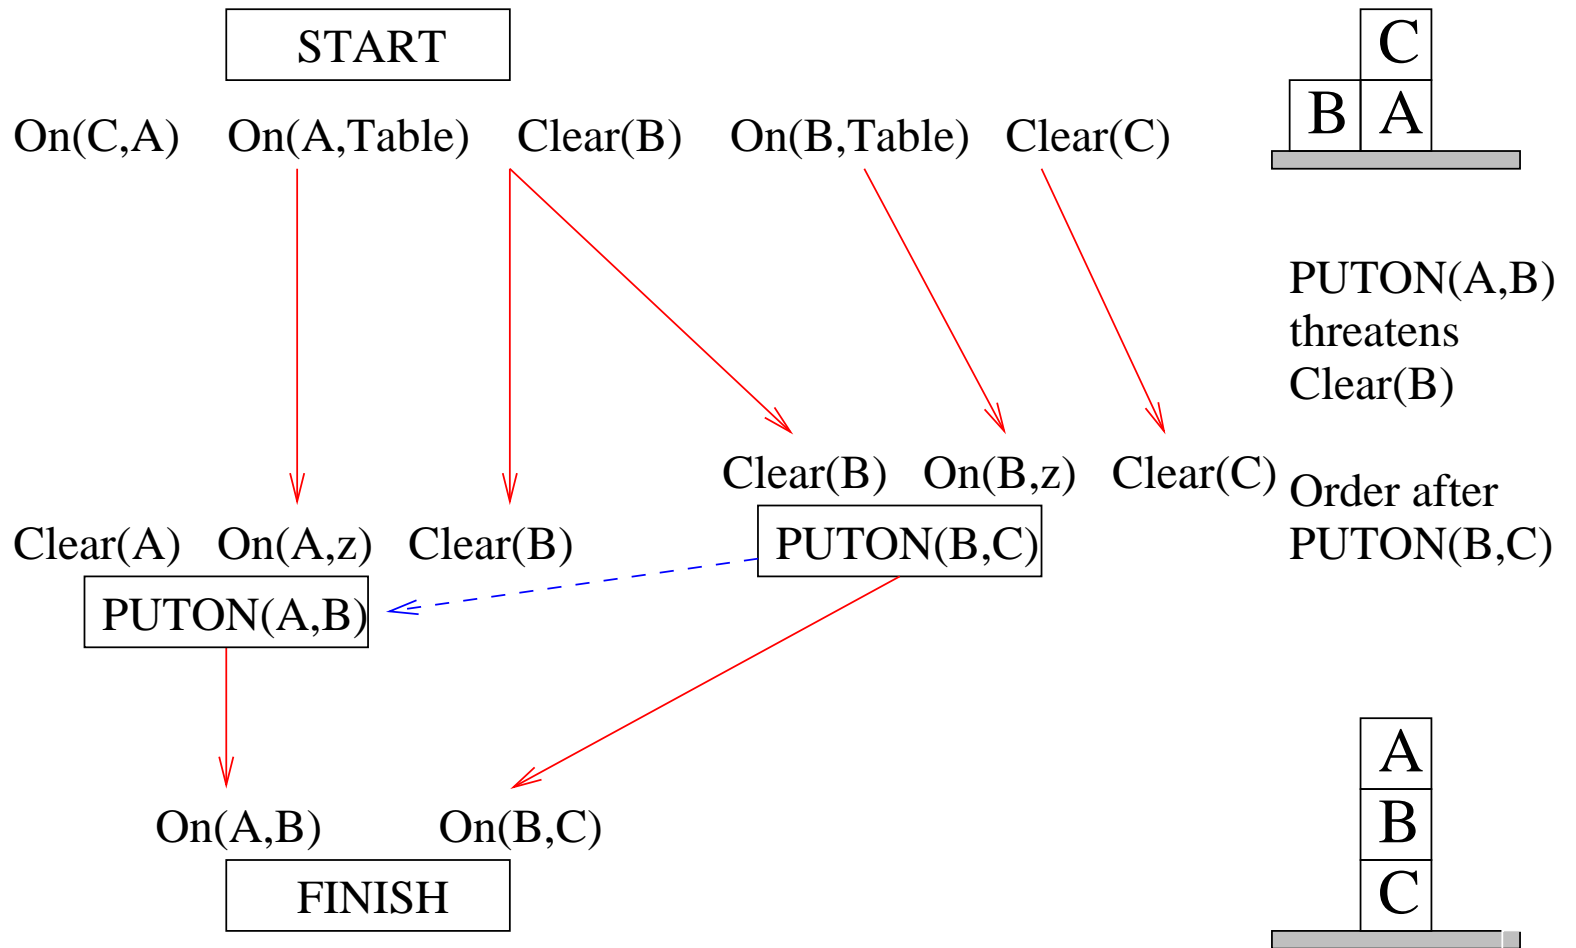 START
C
B A
On(C,A) On(A,Table) Clear(B) On(B,Table) Clear(C)
PUTON(A,B)
threatens
Clear(B)
Clear(B) On(B,z) Clear(C)
Order after
PUTON(B,C)
Clear(A) On(A,z) Clear(B)
PUTON(B,C)
PUTON(A,B)
A
B
C
On(A,B) On(B,C)
FINISH